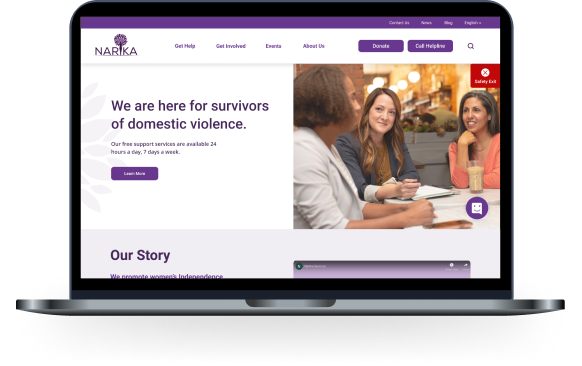 Contact Us News Blog English
NARIKA
Get Help Get Involved Events About Us Donate Call Helpline
Safety Exit
We are here for survivors
of domestic violence.
Our free support services are available 24
hours a day, 7 days a week.
Learn More
Our Story
We promote women's Independence